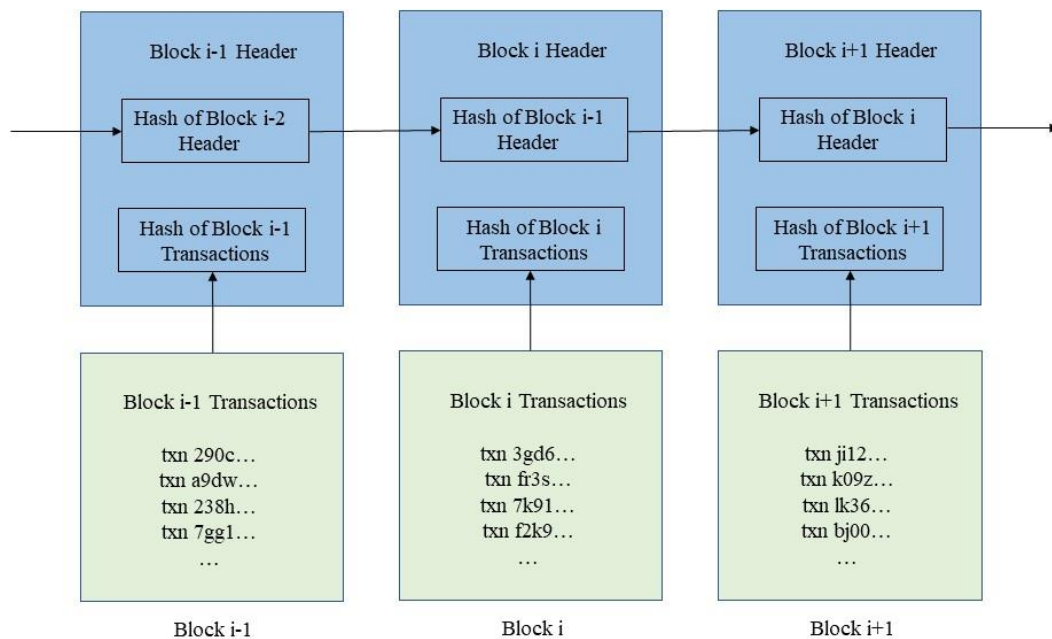 Block i-1 Header
Hash of Block i-2
Header
Hash of Block i-1
Transactions
Block i-1 Transactions
txn 290c…
txn a9dw…
txn 238h…
txn 7gg1…
…
Block i-1
Block i Header
Hash of Block i-1
Header
Hash of Block i
Transactions
Block i Transactions
txn 3gd6…
txn fr3s…
txn 7k91…
txn f2k9…
…
Block i
Block i+1 Header
Hash of Block i
Header
Hash of Block i+1
Transactions
Block i+1 Transactions
txn ji12…
txn k09z…
txn lk36…
txn bj00…
…
Block i+1